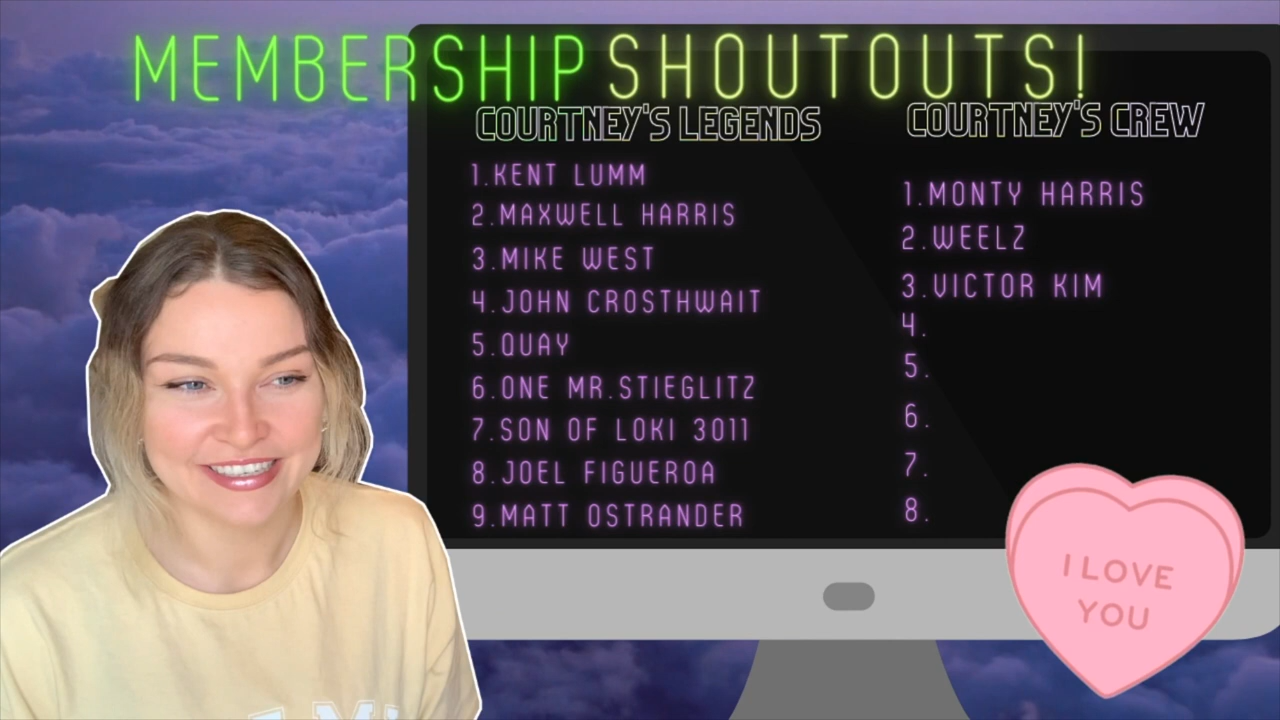 MEMBERSHIP SHOUTOUTS!
COURTNEY'S LEGENDS
1.KENT LUMM
2.MAXWELL HARRIS
3.MIKE WEST
4.JOHN CROSTHWAIT
5.QUAY
6.ONE MR.STIEGLITZ
7.SON OF LOKI 3011
8.JOEL FIGUEROA
9.MATT OSTRANDER
COURTNEY'S CREW
1.MONTY HARRIS
2.WEELZ
3.VICTOR KIM
4.
5.
6.
7.
8.
I LOVE
YOU